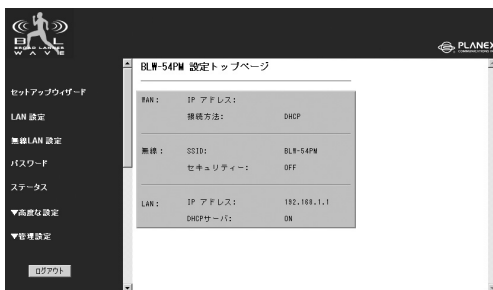 B L
BROAD LANNER
W A V E
PLANEX
BLW-54PM 設定トップページ
セットアップウィザード
LAN 設定
無線LAN 設定
パスワード
ステータス
▼高度な設定
▼管理設定
ログアウト
WAN: IP アドレス:
接続方法: DHCP
無線: SSID: BLW-54PM
セキュリティー: OFF
LAN: IP アドレス: 192.168.1.1
DHCPサーバ: ON